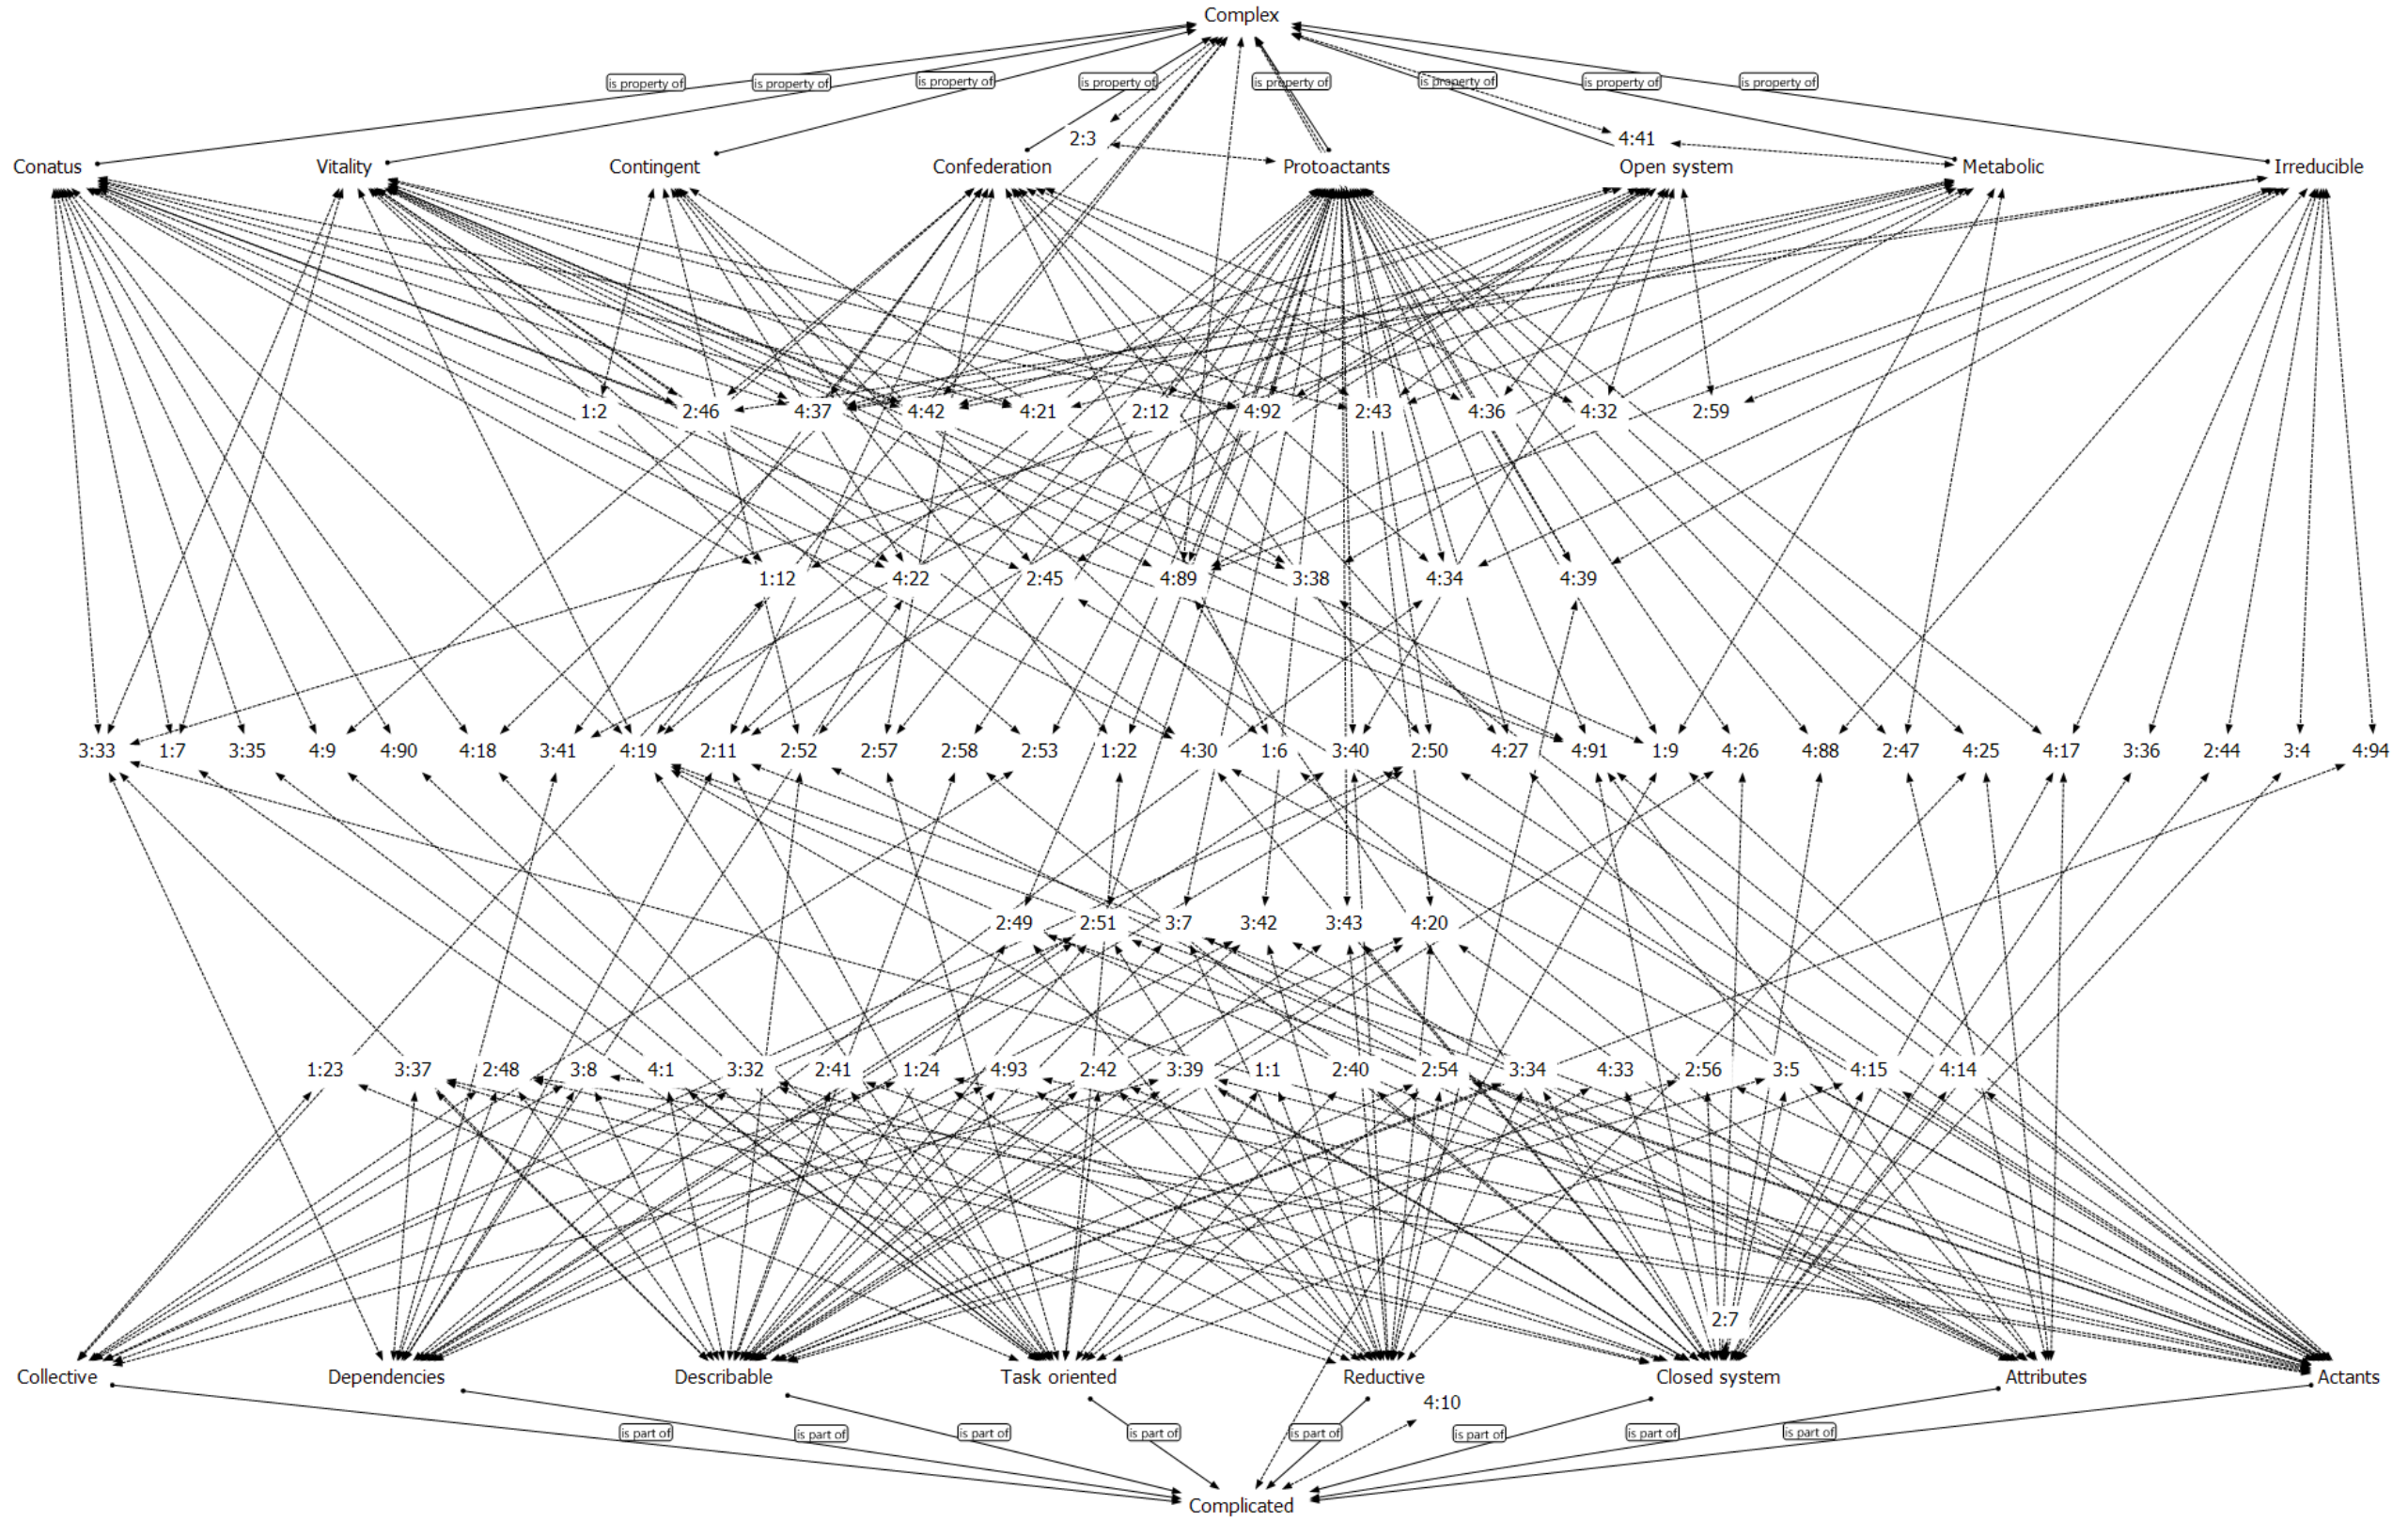 Complex
is property of is property of is property of is property of is property of is property of is property of is property of
2:3 4:41
Conatus Vitality Contingent Confederation Protoactants Open system Metabolic Irreducible
1:2 2:46 4:37 4:42 4:21 2:12 4:92 2:43 4:36 4:32 2:59
1:12 4:22 2:45 4:89 3:38 4:34 4:39
3:33 1:7 3:35 4:9 4:90 4:18 3:41 4:19 2:11 2:52 2:57 2:58 2:53 1:22 4:30 1:6 3:40 2:50 4:27 4:91 1:9 4:26 4:88 2:47 4:25 4:17 3:36 2:44 3:4 4:94
2:49 2:51 3:7 3:42 3:43 4:20
1:23 3:37 2:48 3:8 4:1 3:32 2:41 1:24 4:93 2:42 3:39 1:1 2:40 2:54 3:34 4:33 2:56 3:5 4:15 4:14
2:7
Collective Dependencies Describable Task oriented Reductive Closed system Attributes Actants
4:10
is part of is part of is part of is part of is part of is part of is part of is part of
Complicated